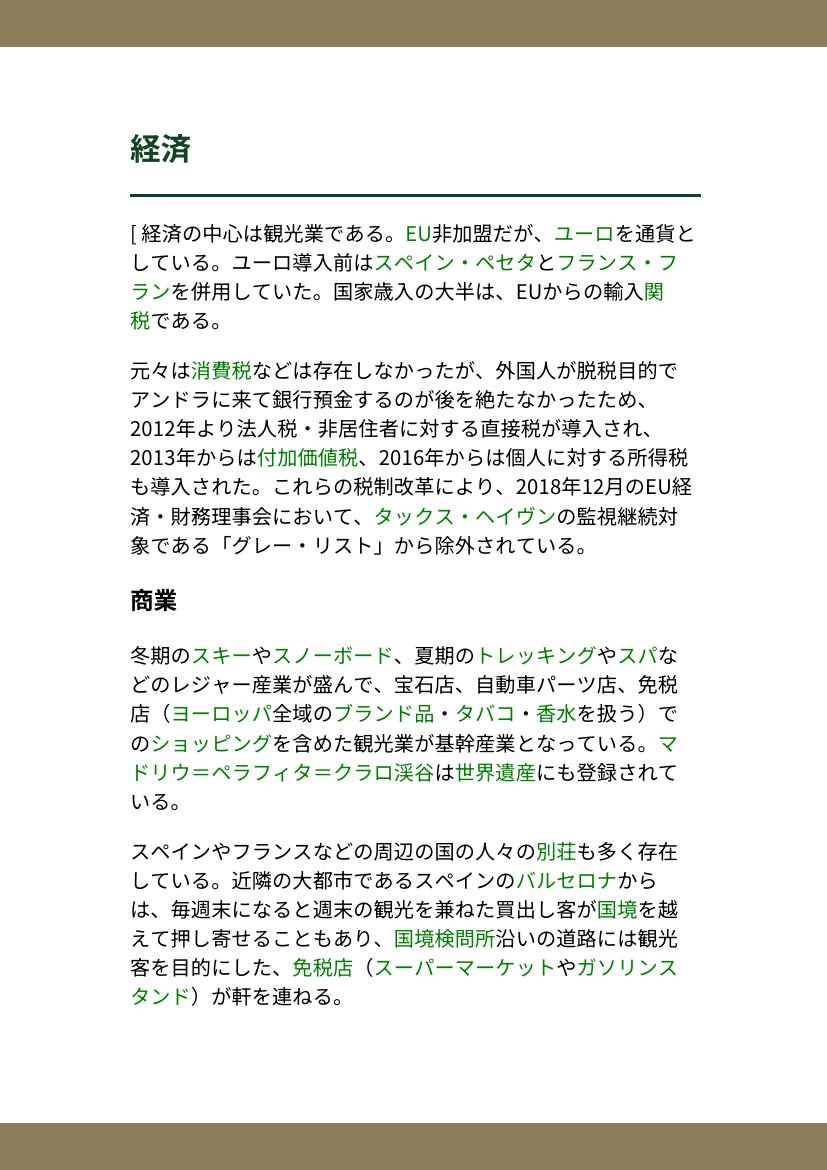 経済
[ 経済の中心は観光業である。EU非加盟だが、ユーロを通貨と
している。ユーロ導入前はスペイン・ペセタとフランス・フ
ランを併用していた。国家歳入の大半は、EUからの輸入関
税である。
元々は消費税などは存在しなかったが、外国人が脱税目的で
アンドラに来て銀行預金するのが後を絶たなかったため、
2012年より法人税・非居住者に対する直接税が導入され、
2013年からは付加価値税、2016年からは個人に対する所得税
も導入された。これらの税制改革により、2018年12月のEU経
済・財務理事会において、タックス・ヘイヴンの監視継続対
象である「グレー・リスト」から除外されている。
商業
冬期のスキーやスノーボード、夏期のトレッキングやスパな
どのレジャー産業が盛んで、宝石店、自動車パーツ店、免税
店（ヨーロッパ全域のブランド品・タバコ・香水を扱う）で
のショッピングを含めた観光業が基幹産業となっている。マ
ドリウ＝ペラフィタ＝クラロ渓谷は世界遺産にも登録されて
いる。
スペインやフランスなどの周辺の国の人々の別荘も多く存在
している。近隣の大都市であるスペインのバルセロナから
は、毎週末になると週末の観光を兼ねた買出し客が国境を越
えて押し寄せることもあり、国境検問所沿いの道路には観光
客を目的にした、免税店（スーパーマーケットやガソリンス
タンド）が軒を連ねる。